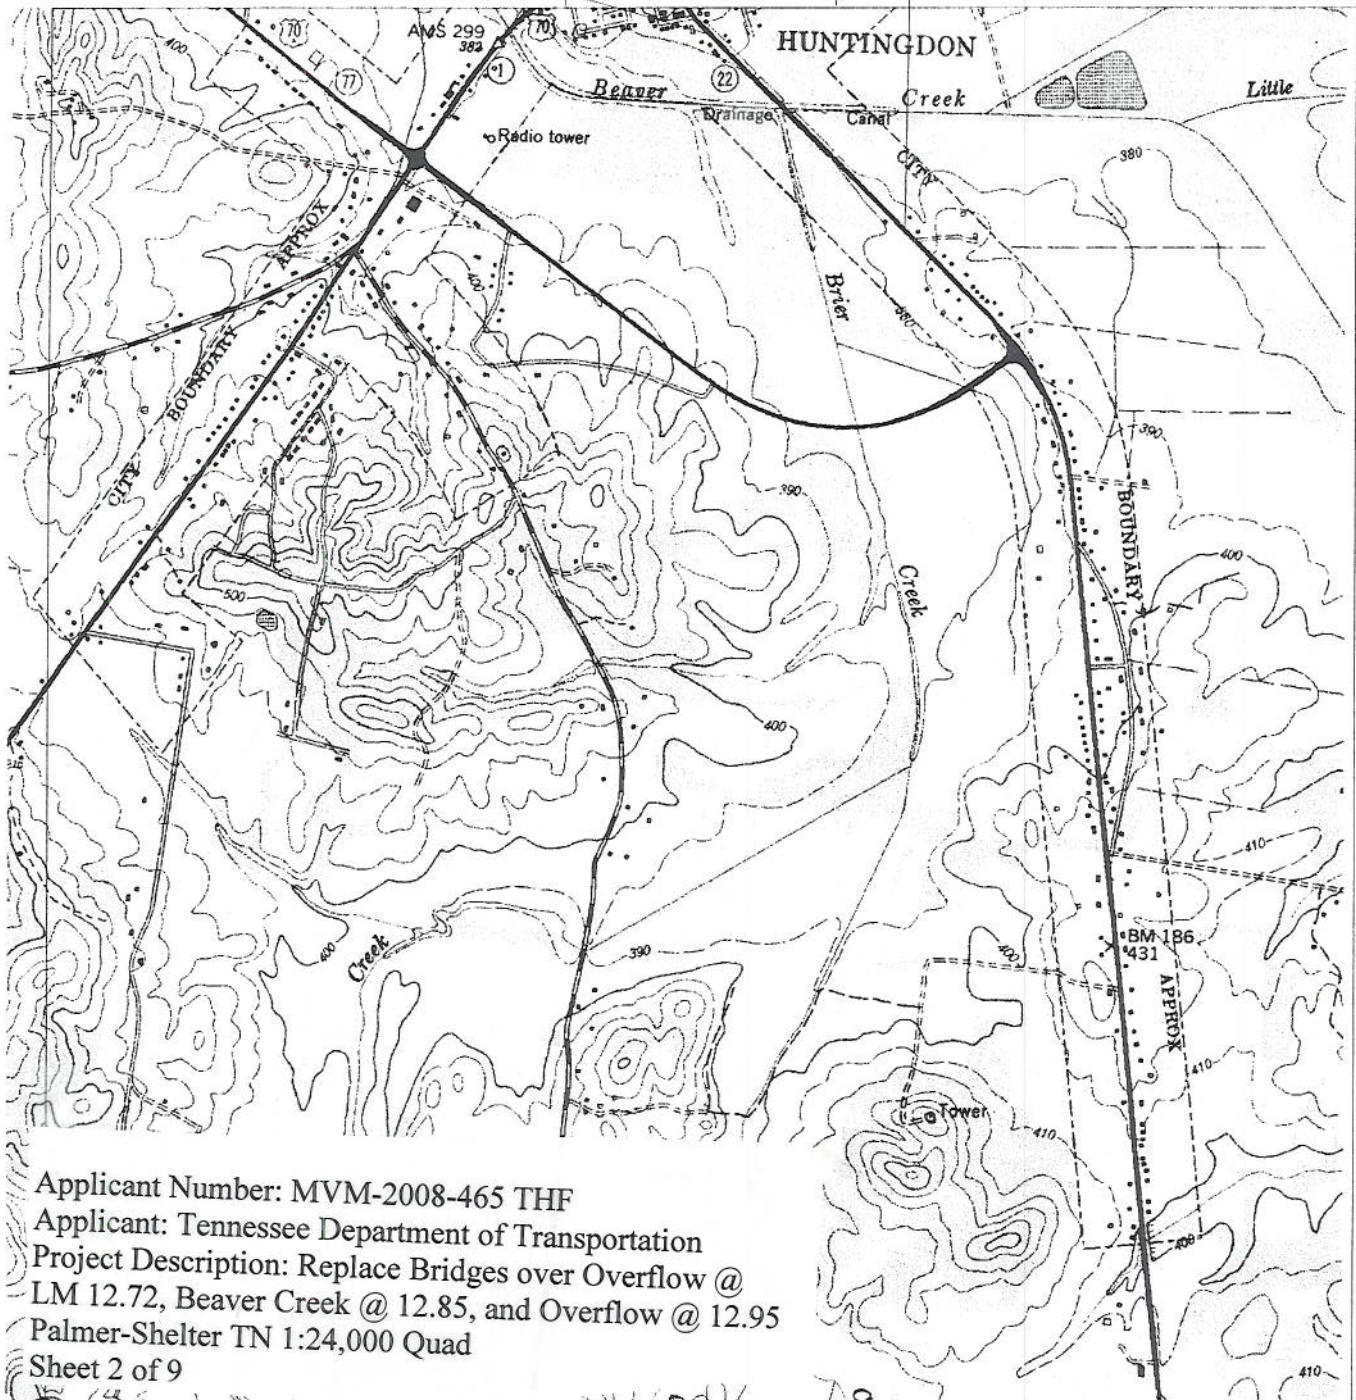 70
AMS 299
382
70
HUNTINGDON
400
77
1
22
Beaver
Creek
Little
Drainage
Canal
Radio tower
380
CITY
APPROX
400
Brier
380
BOUNDARY
390
CITY
390
BOUNDARY
400
500
Creek
400
410
400
Creek
390
400
BM 186
431
APPROX
410
Tower
410
400
410
Applicant Number: MVM-2008-465 THF
Applicant: Tennessee Department of Transportation
Project Description: Replace Bridges over Overflow @
LM 12.72, Beaver Creek @ 12.85, and Overflow @ 12.95
Palmer-Shelter TN 1:24,000 Quad
Sheet 2 of 9